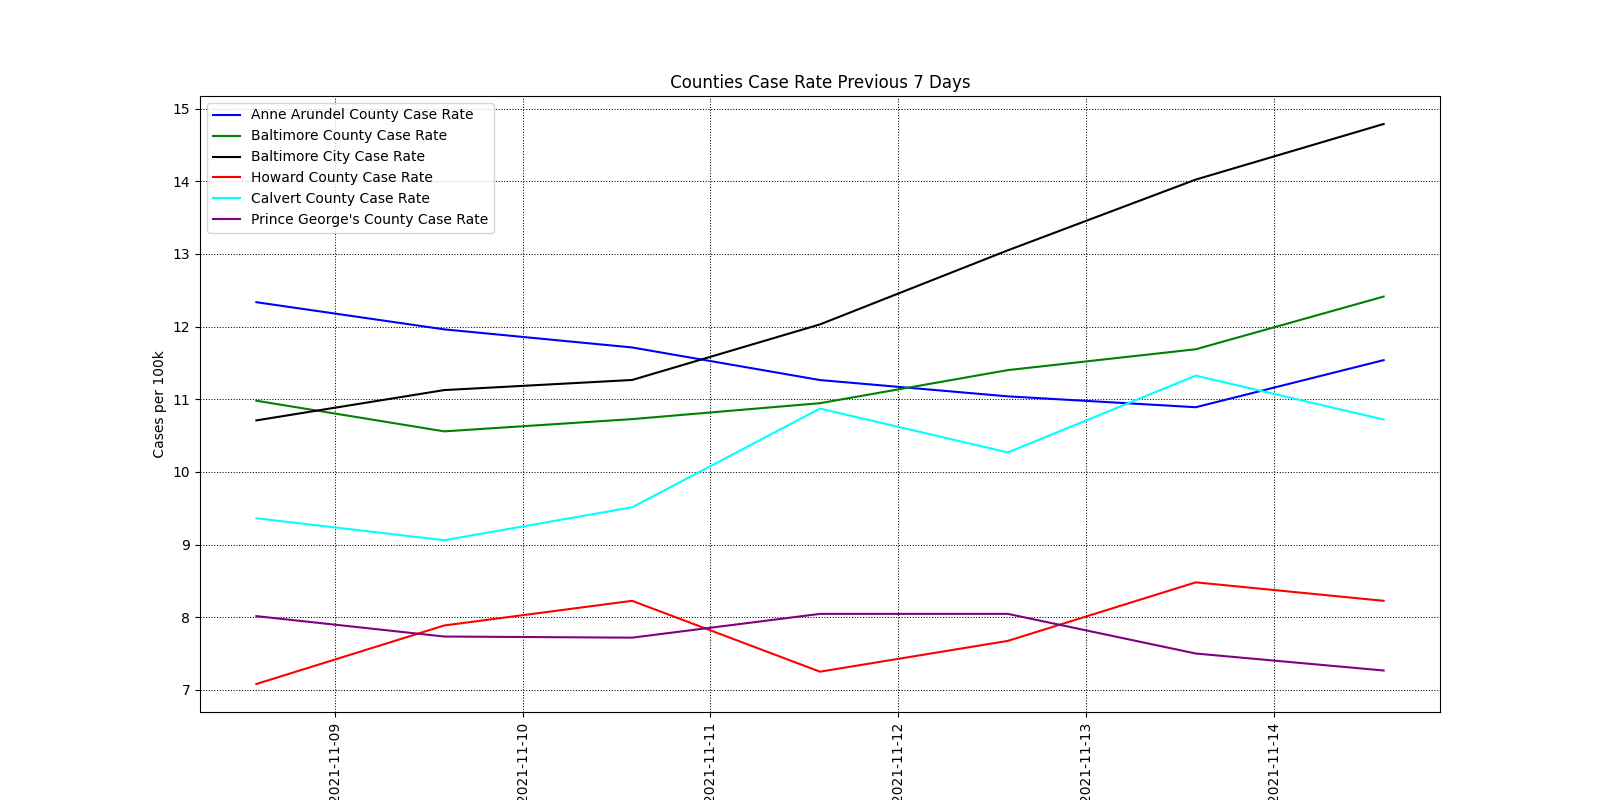 Counties Case Rate Previous 7 Days
Anne Arundel County Case Rate
Baltimore County Case Rate
Baltimore City Case Rate
Howard County Case Rate
Calvert County Case Rate
Prince George's County Case Rate
Cases per 100k
15
14
13
12
11
10
9
8
7
2021-11-09
2021-11-10
2021-11-11
2021-11-12
2021-11-13
2021-11-14